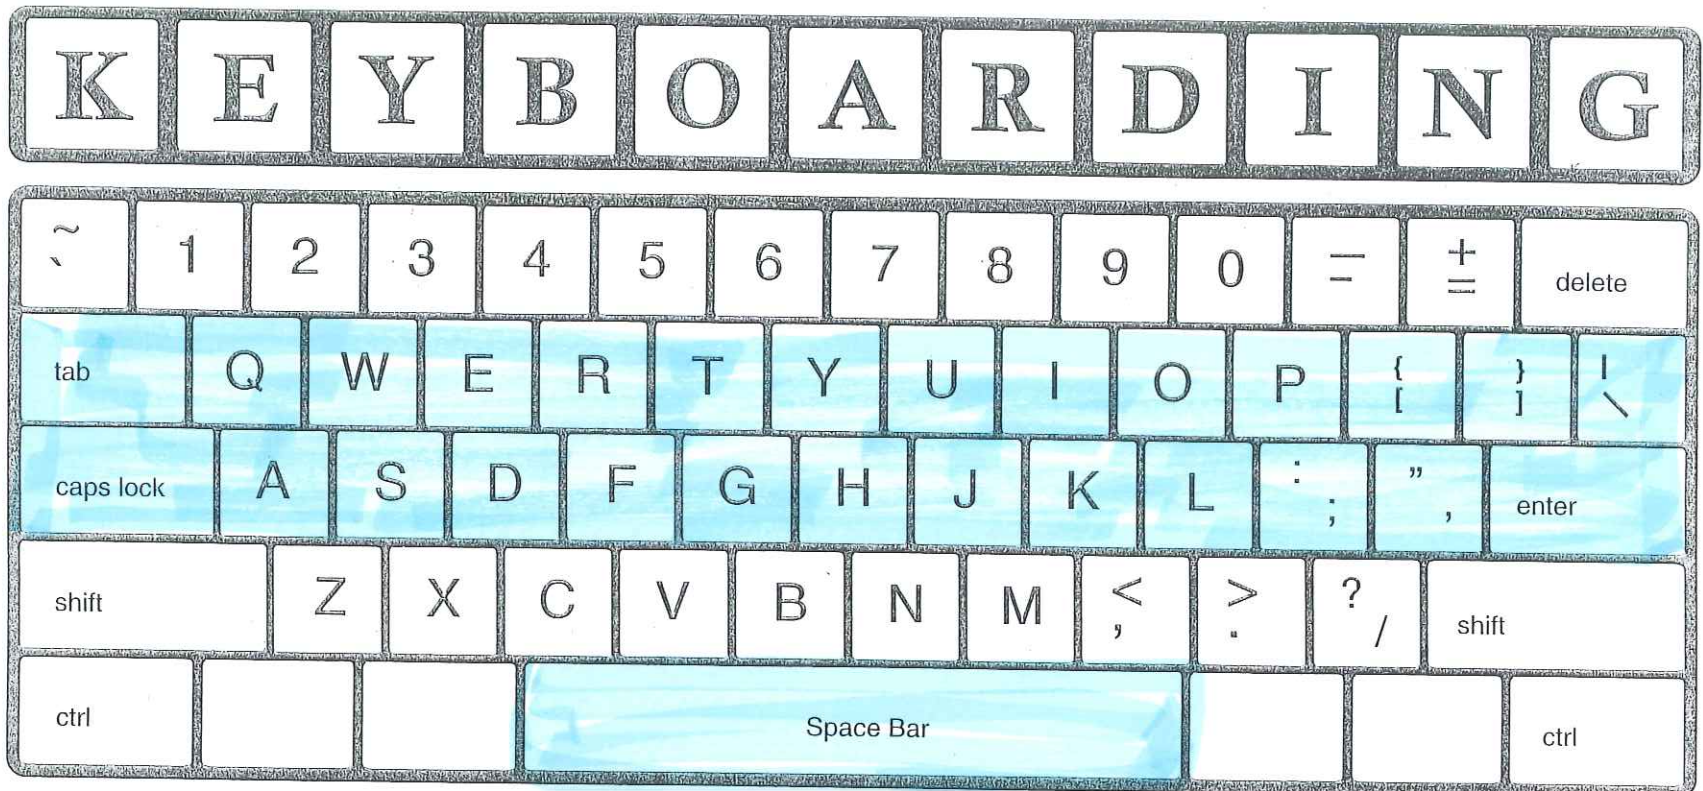 K E Y B O A R D I N G
~ ` 1 2 3 4 5 6 7 8 9 0 — - + = delete
tab Q W E R T Y U I O P { [ } ] | \
caps lock A S D F G H J K L : ; ” , enter
shift Z X C V B N M < , > . ? / shift
ctrl Space Bar ctrl